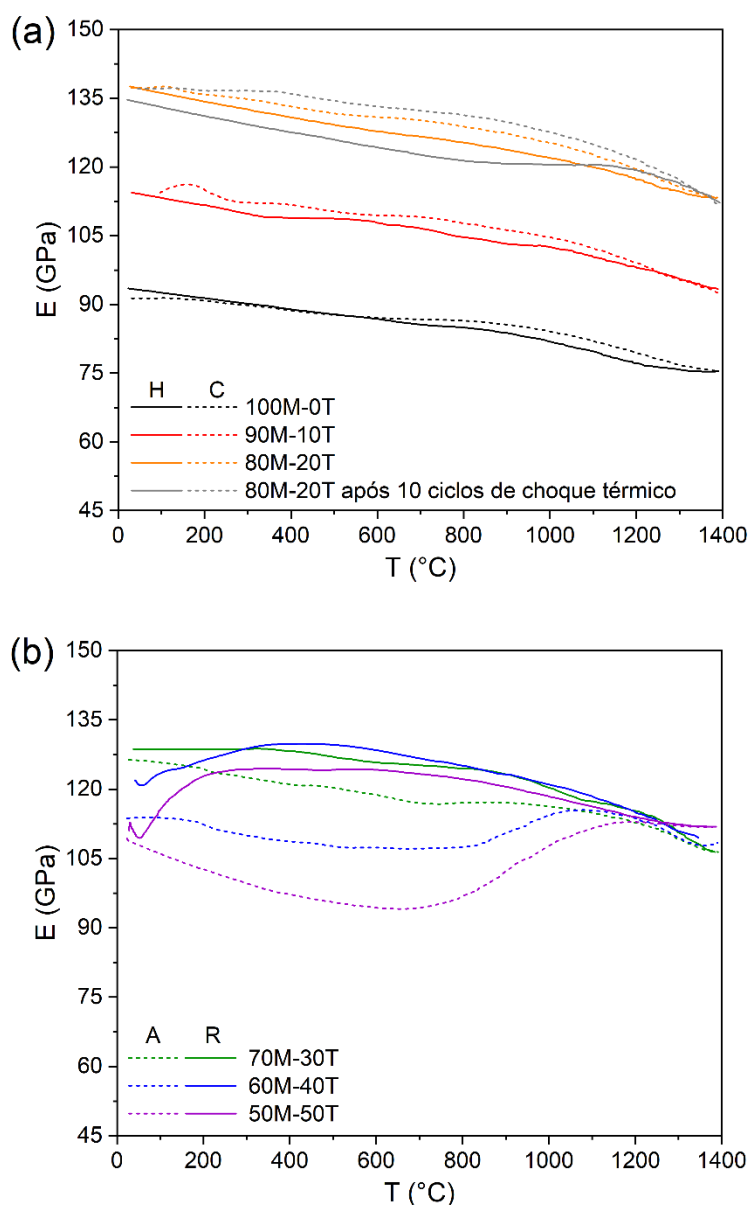 (a)
150
135
120
105
90
75
60
45
E (GPa)
H C
100M-0T
90M-10T
80M-20T
80M-20T após 10 ciclos de choque térmico
0 200 400 600 800 1000 1200 1400
T (°C)
(b)
150
135
120
105
90
75
60
45
E (GPa)
A R
70M-30T
60M-40T
50M-50T
0 200 400 600 800 1000 1200 1400
T (°C)